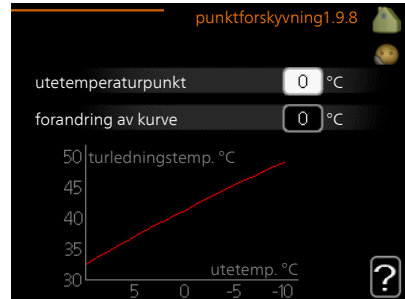 punktforskyvning1.9.8
utetemperaturpunkt 0 °C
forandring av kurve 0 °C
50 turledningstemp. °C
45
40
35
30 utetemp. °C
5 0 -5 -10
?